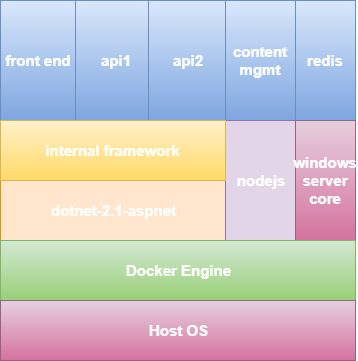 front end
api1
api2
content
mgmt
redis
internal framework
dotnet-2.1-aspnet
nodejs
windows
server
core
Docker Engine
Host OS